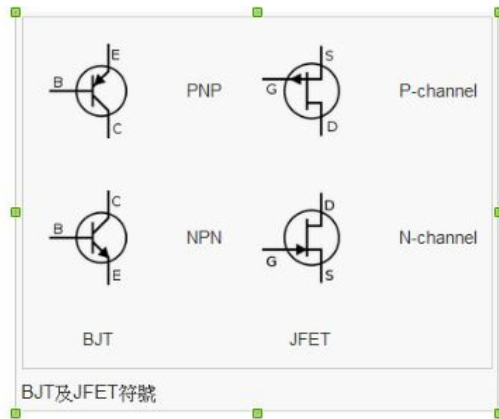 E
B
C
PNP
S
G
D
P-channel
C
B
E
NPN
D
G
S
N-channel
BJT
JFET
BJT及JFET符號